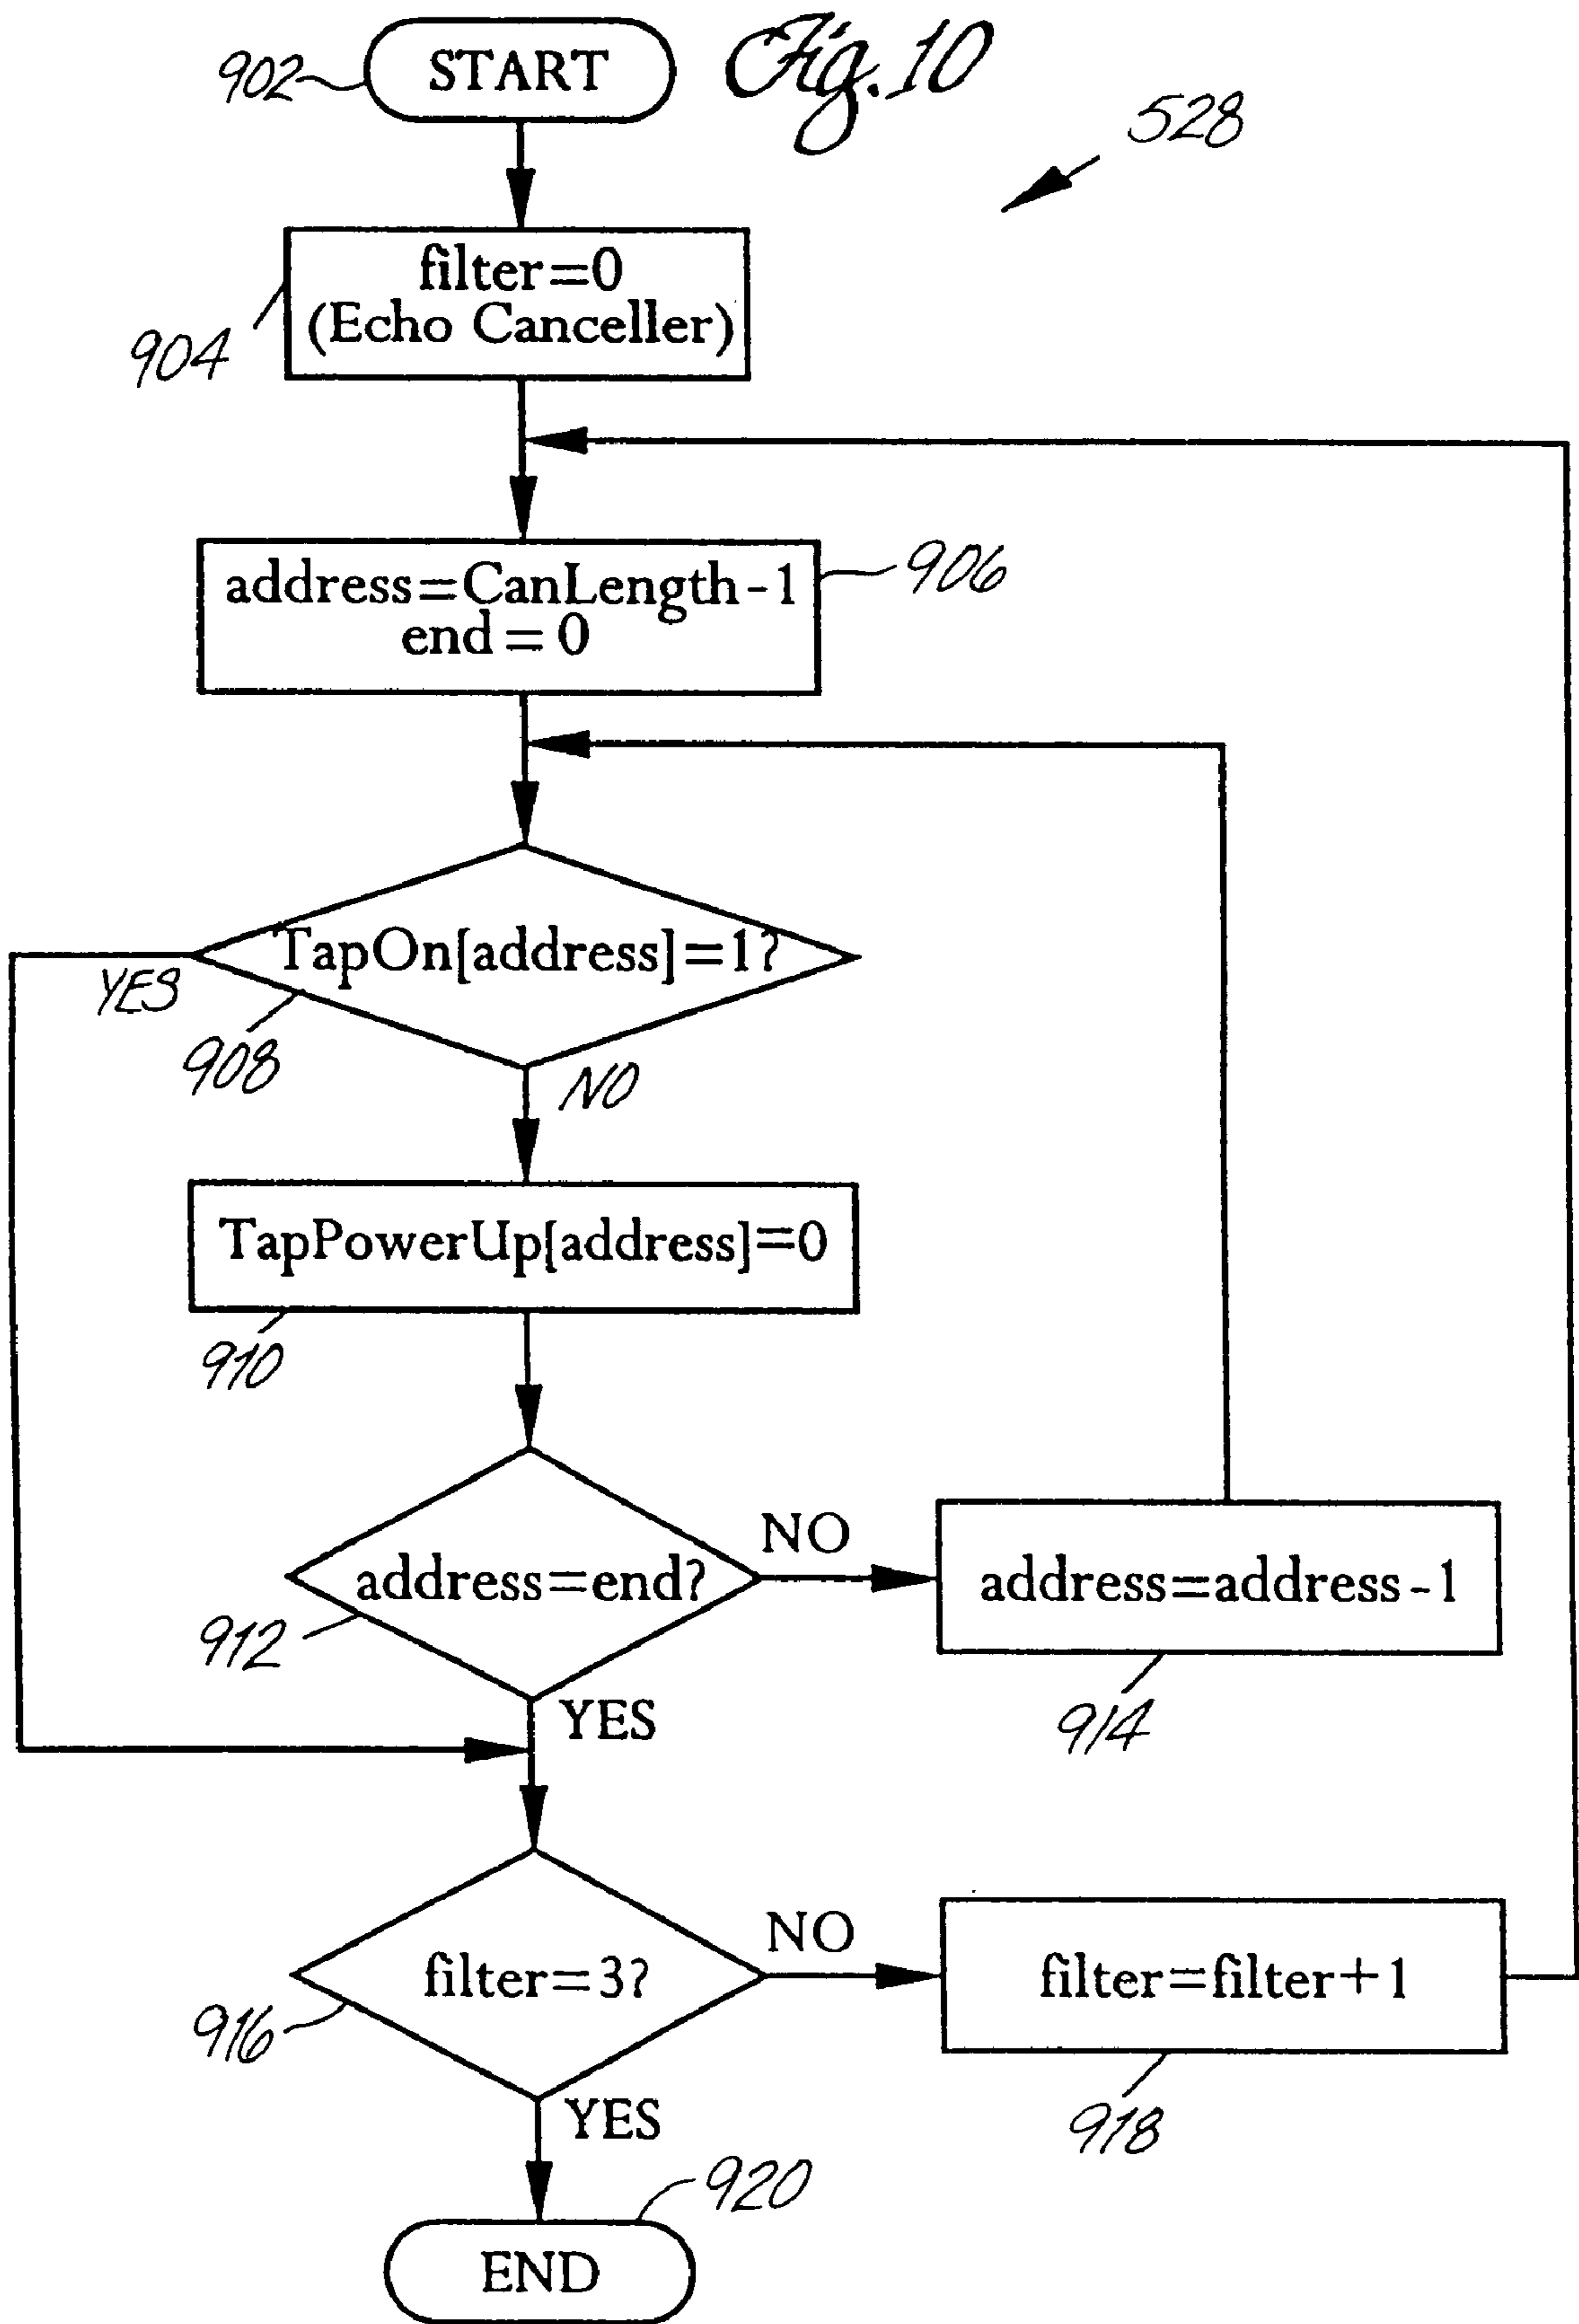 Fig. 10
902
START
528
filter=0
(Echo Canceller)
904
address=CanLength-1
end=0
906
TapOn[address]=1?
YES
908
NO
TapPowerUp[address]=0
910
address=end?
NO
address=address-1
912
914
YES
filter=3?
NO
filter=filter+1
916
918
YES
920
END